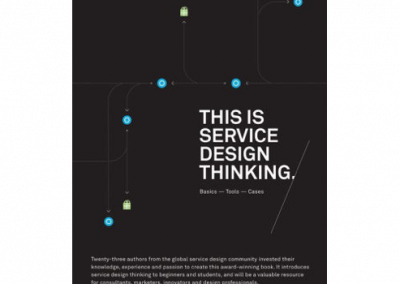 THIS IS
SERVICE
DESIGN
THINKING.
Basics — Tools — Cases
Twenty-three authors from the global service design community invested their
knowledge, experience and passion to create this award-winning book. It introduces
service design thinking to beginners and students, and will be a valuable resource
for consultants, marketers, innovators and design professionals.